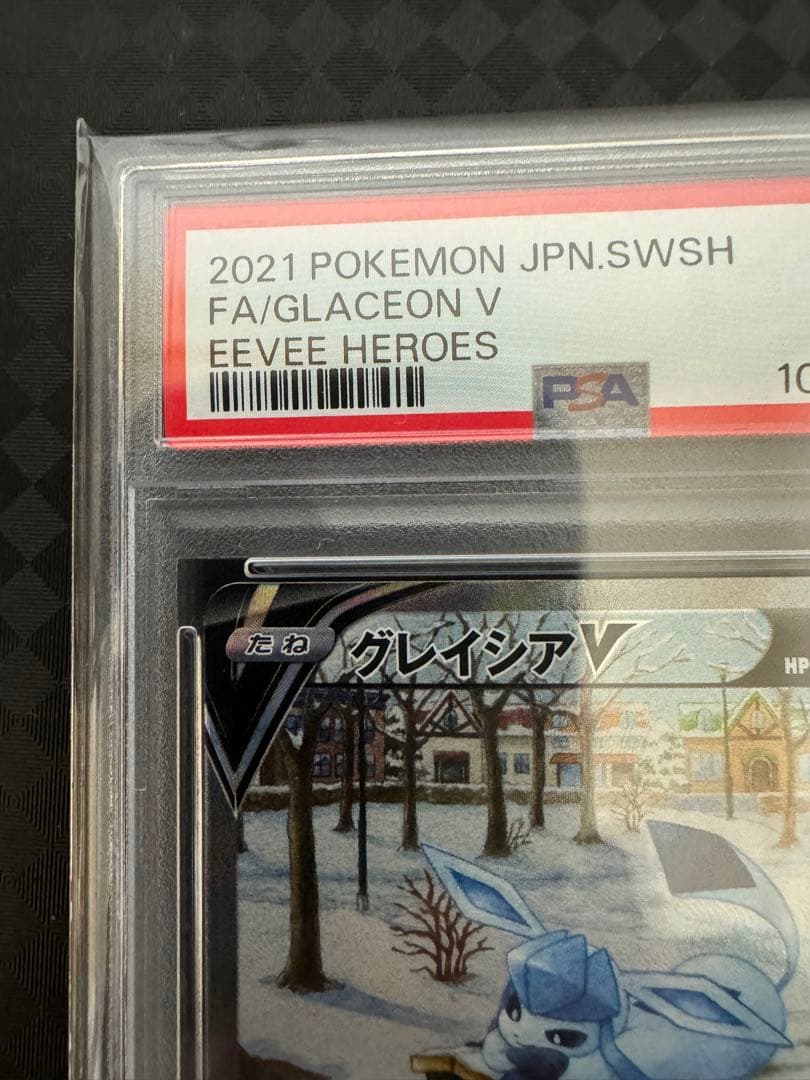 2021 POKEMON JPN.SWSH
FA/GLACEON V
EEVEE HEROES
PSA
10
たね
グレイシアV
HP